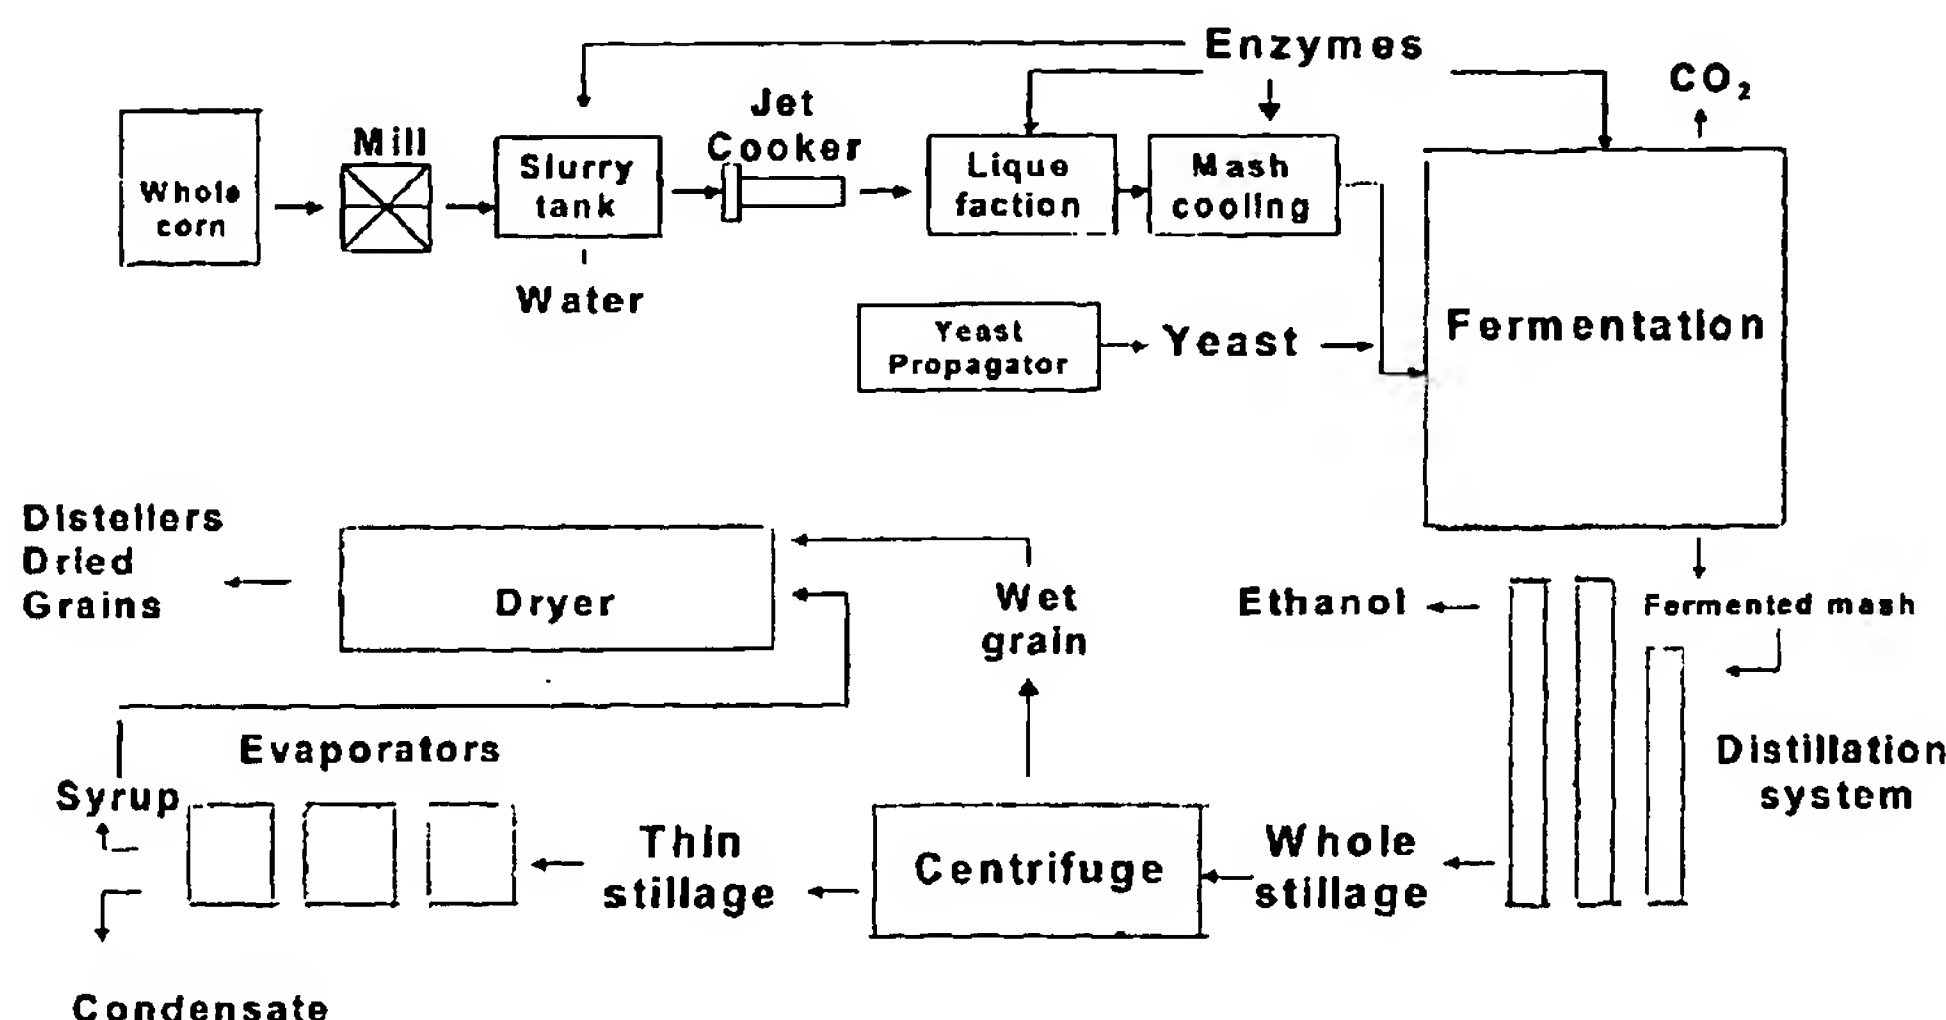 Enzymes
CO₂
Jet
Cooker
Mill
Whole
corn
Slurry
tank
Lique
faction
Mash
cooling
Water
Yeast
Propagator
Yeast
Fermentation
Distellers
Dried
Grains
Dryer
Wet
grain
Ethanol
Fermented mash
Evaporators
Syrup
Distillation
system
Thin
stillage
Centrifuge
Whole
stillage
Condensate